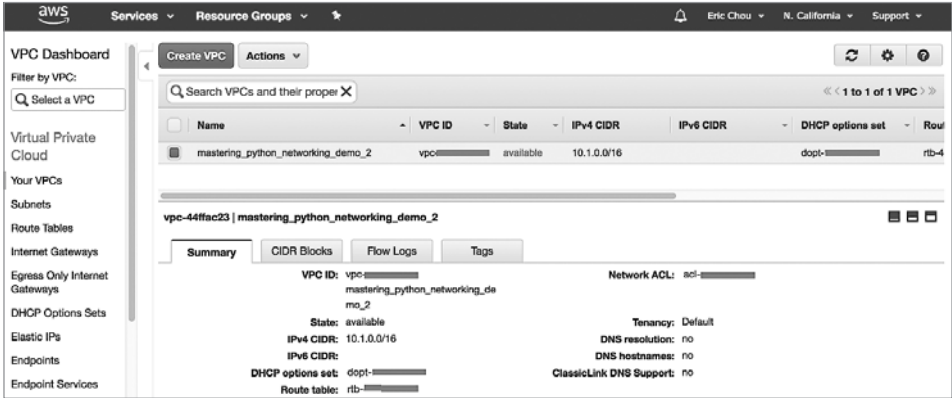 aws Services Resource Groups Eric Chou N. California Support
VPC Dashboard
Filter by VPC:
Select a VPC
Virtual Private
Cloud
Your VPCs
Subnets
Route Tables
Internet Gateways
Egress Only Internet
Gateways
DHCP Options Sets
Elastic IPs
Endpoints
Endpoint Services
Create VPC Actions
Search VPCs and their proper X
1 to 1 of 1 VPC
Name VPC ID State IPv4 CIDR IPv6 CIDR DHCP options set Rout
mastering_python_networking_demo_2 vpc- available 10.1.0.0/16 dopt- rtb-4
vpc-44ffac23 | mastering_python_networking_demo_2
Summary CIDR Blocks Flow Logs Tags
VPC ID: vpc- Network ACL: acl-
mastering_python_networking_de
mo_2
State: available Tenancy: Default
IPv4 CIDR: 10.1.0.0/16 DNS resolution: no
IPv6 CIDR: DNS hostnames: no
DHCP options set: dopt- ClassicLink DNS Support: no
Route table: rtb-